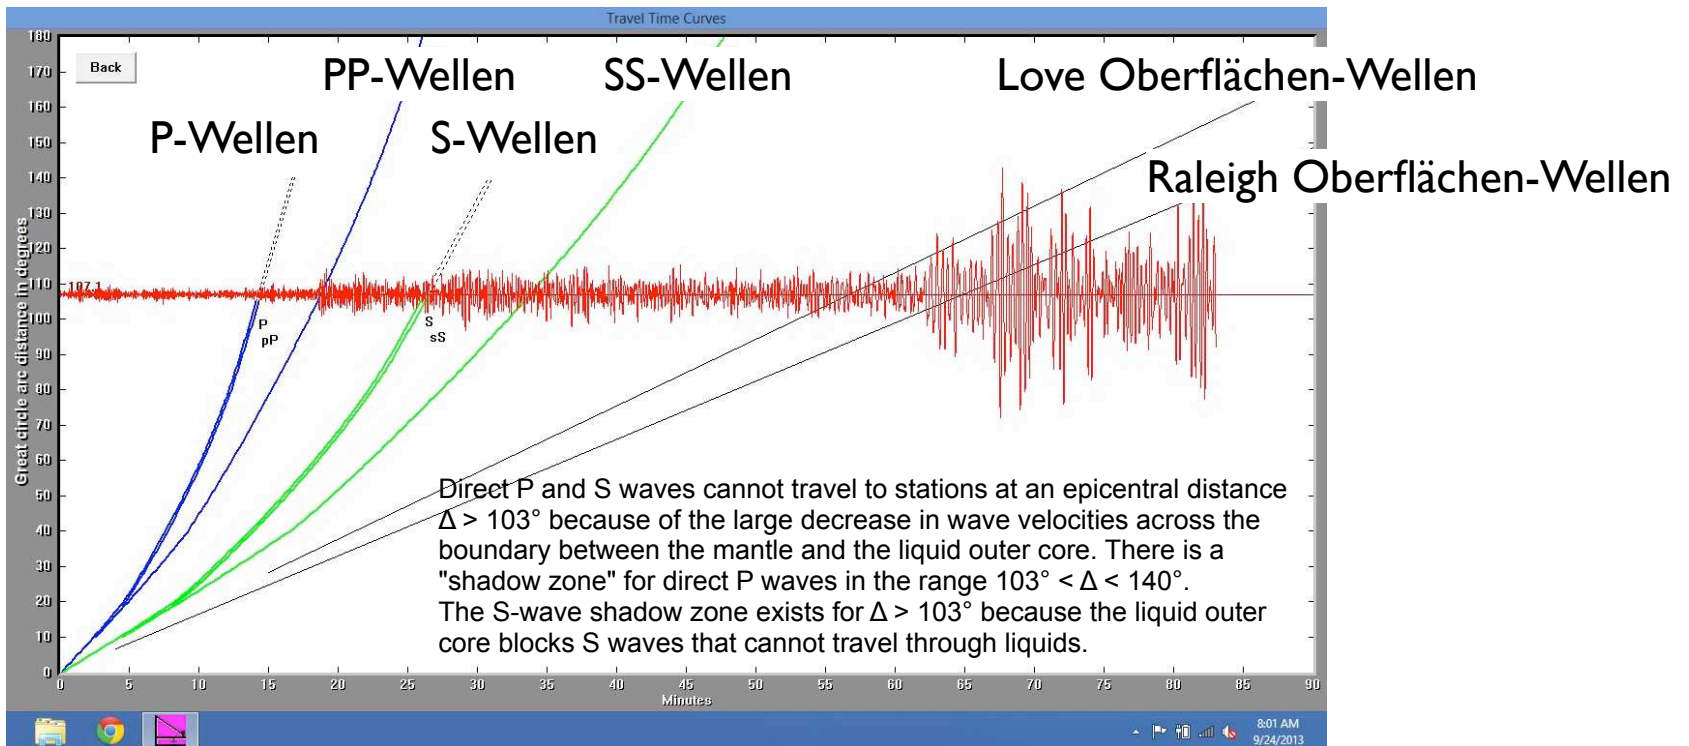 Travel Time Curves
Back
PP-Wellen
SS-Wellen
Love Oberflächen-Wellen
P-Wellen
S-Wellen
Raleigh Oberflächen-Wellen
180
170
160
150
140
130
120
110
100
90
80
70
60
50
40
30
20
10
0
Great circle arc distance in degrees
107.1
P
pP
S
sS
Direct P and S waves cannot travel to stations at an epicentral distance
Δ > 103° because of the large decrease in wave velocities across the
boundary between the mantle and the liquid outer core. There is a
"shadow zone" for direct P waves in the range 103° < Δ < 140°.
The S-wave shadow zone exists for Δ > 103° because the liquid outer
core blocks S waves that cannot travel through liquids.
0 5 10 15 20 25 30 35 40 45 50 55 60 65 70 75 80 85 90
Minutes
8:01 AM
9/24/2013